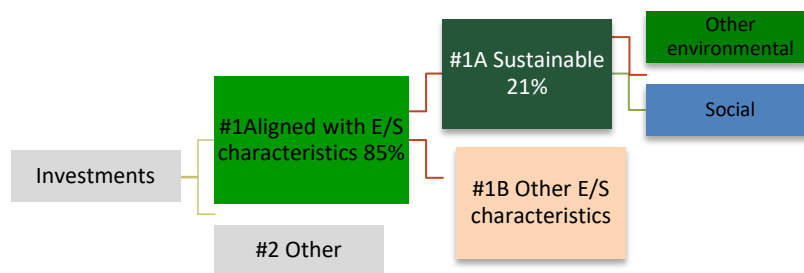 Other
environmental
#1A Sustainable
21%
Social
#1Aligned with E/S
characteristics 85%
Investments
#1B Other E/S
characteristics
#2 Other